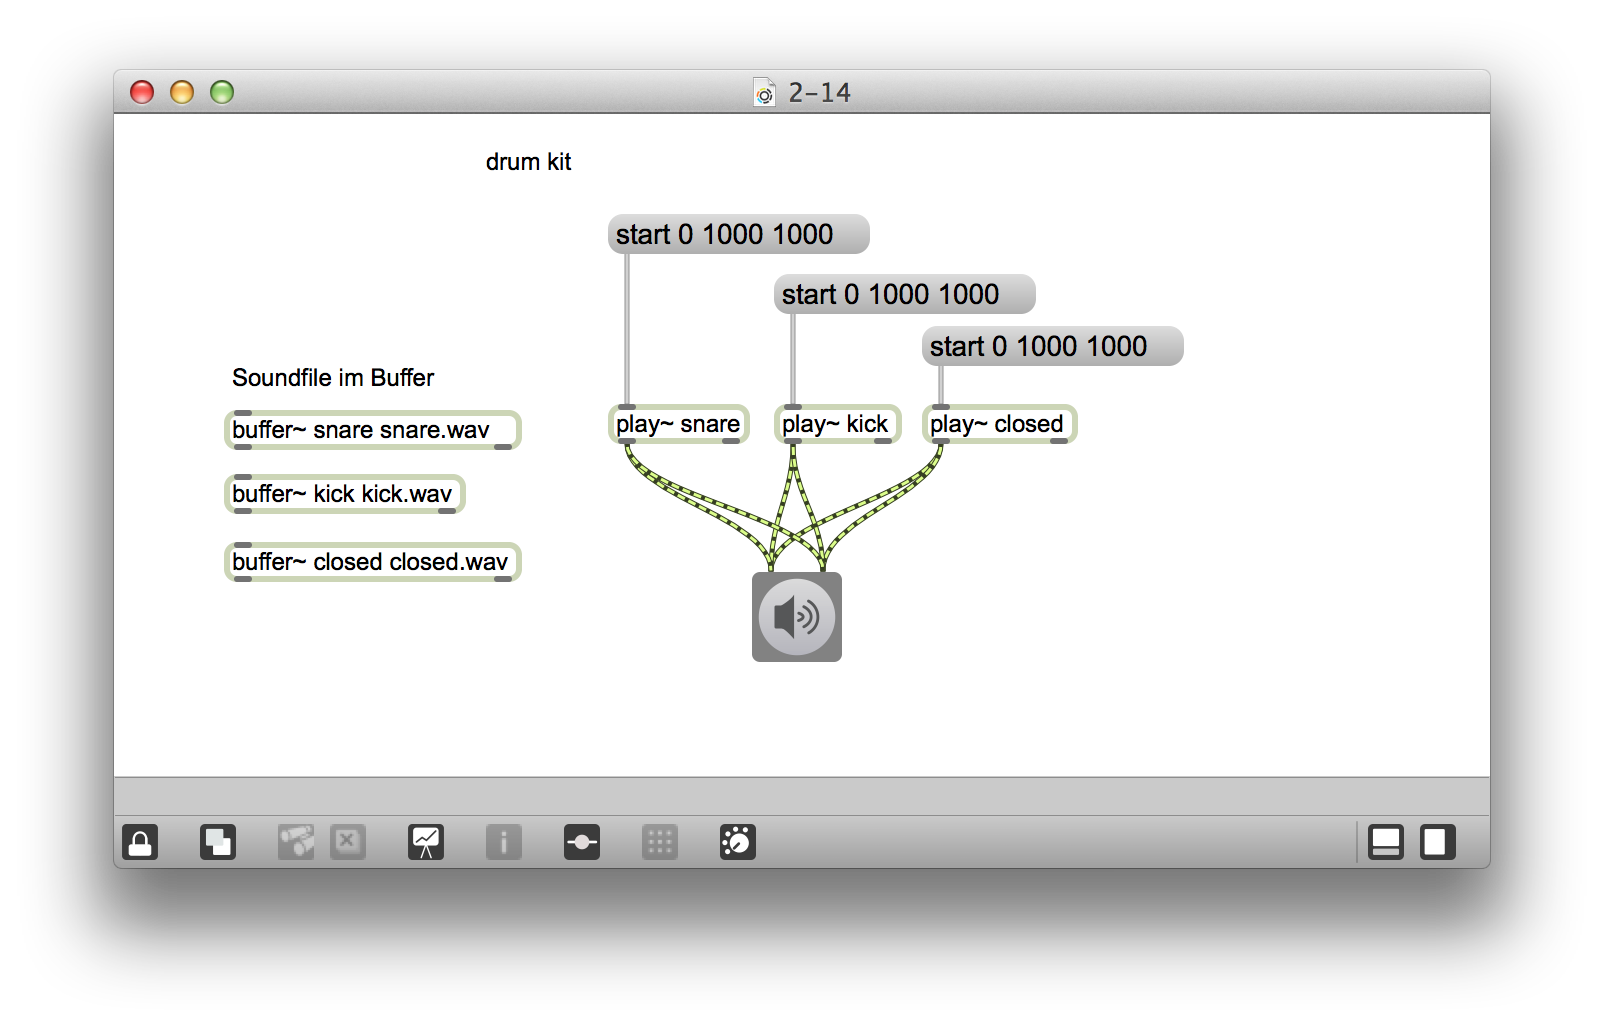 2-14
drum kit
start 0 1000 1000
start 0 1000 1000
start 0 1000 1000
Soundfile im Buffer
buffer~ snare snare.wav
play~ snare
play~ kick
play~ closed
buffer~ kick kick.wav
buffer~ closed closed.wav